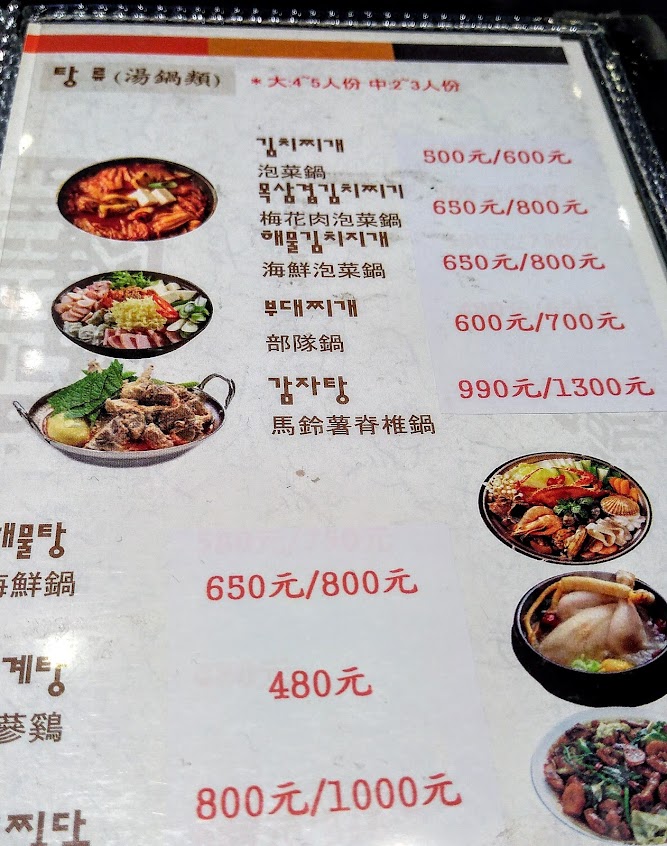 탕 류 (湯鍋類) * 大:4~5人份 中:2~3人份
김치찌개 500元/600元
泡菜鍋
목삼겹김치찌기 650元/800元
梅花肉泡菜鍋
해물김치지개 650元/800元
海鮮泡菜鍋
부대찌개 600元/700元
部隊鍋
감자탕 990元/1300元
馬鈴薯脊椎鍋
해물탕
海鮮鍋 650元/800元
계탕
蔘鷄 480元
찌다 800元/1000元